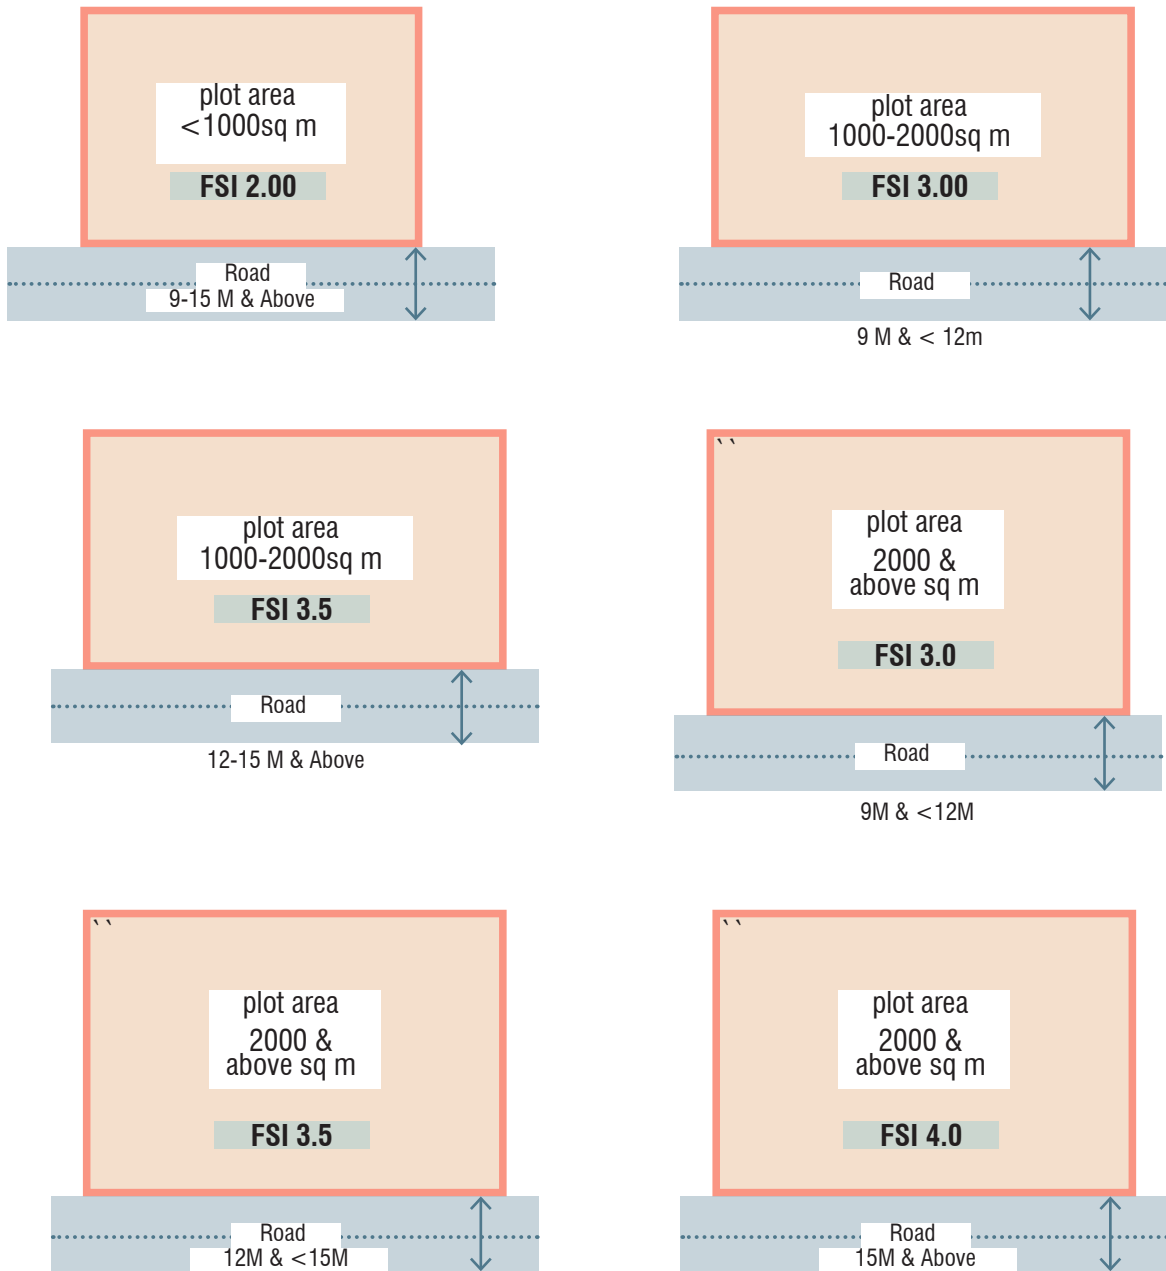 plot area
<1000sq m
FSI 2.00
Road
9-15 M & Above
plot area
1000-2000sq m
FSI 3.00
Road
9 M & < 12m
plot area
1000-2000sq m
FSI 3.5
Road
12-15 M & Above
` `
plot area
2000 &
above sq m
FSI 3.0
Road
9M & <12M
` `
plot area
2000 &
above sq m
FSI 3.5
Road
12M & <15M
` `
plot area
2000 &
above sq m
FSI 4.0
Road
15M & Above